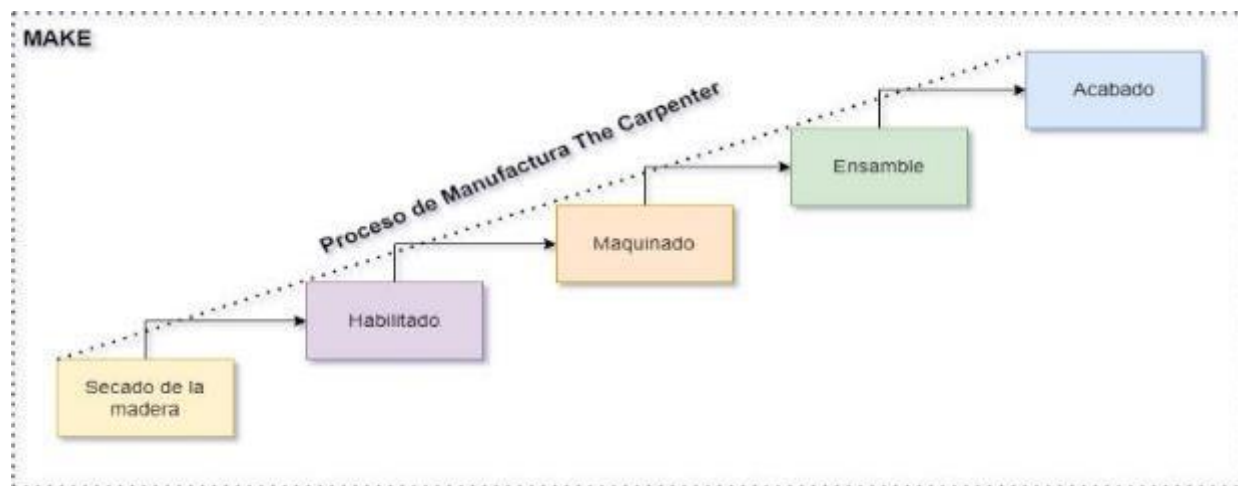 MAKE
Proceso de Manufactura The Carpenter
Acabado
Ensamble
Maquinado
Habilitado
Secado de la
madera